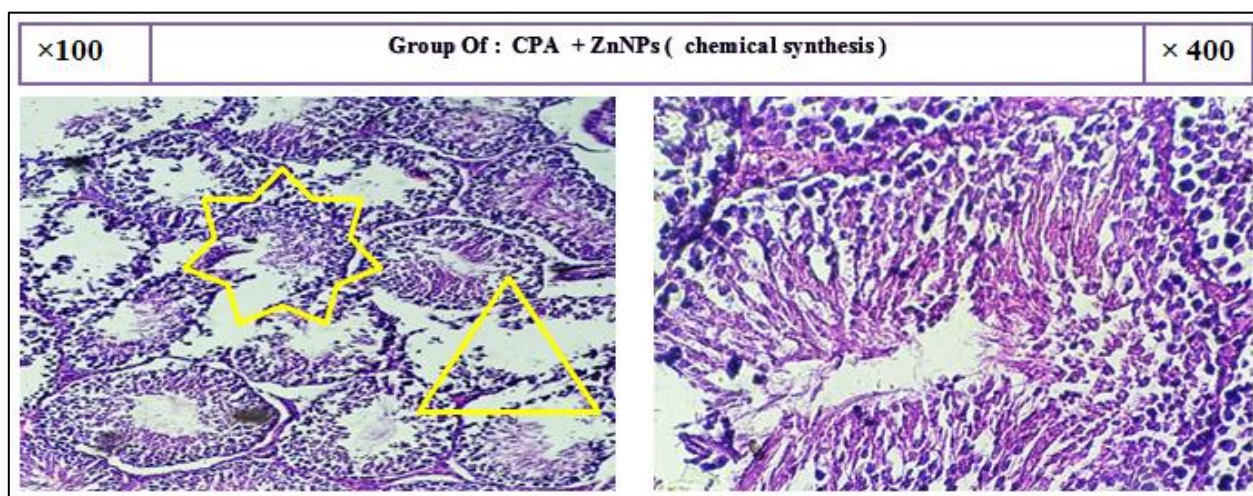 ×100
Group Of : CPA + ZnNPs ( chemical synthesis )
× 400